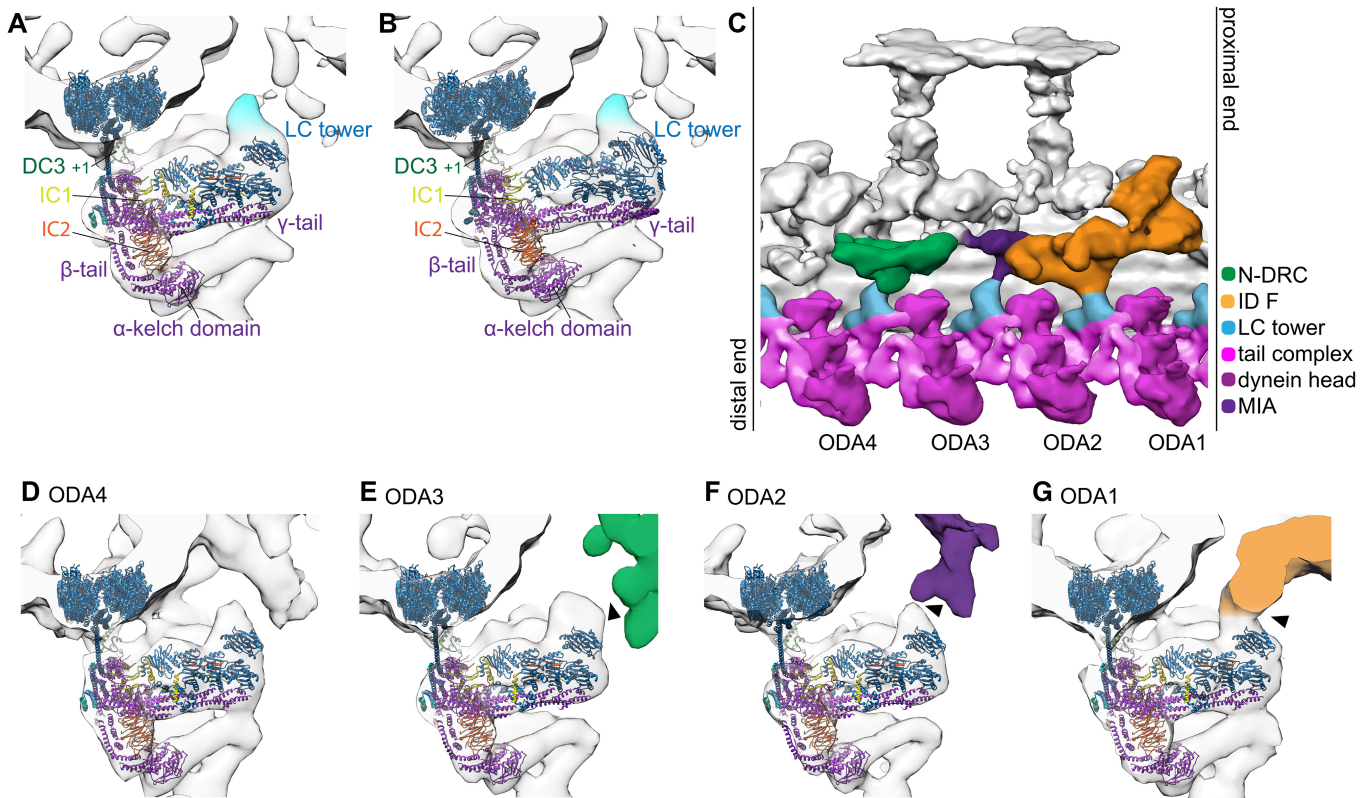 A
LC tower
DC3 +1
IC1
IC2
γ-tail
β-tail
α-kelch domain
B
LC tower
DC3 +1
IC1
IC2
γ-tail
β-tail
α-kelch domain
C
proximal end
distal end
N-DRC
ID F
LC tower
tail complex
dynein head
MIA
ODA4
ODA3
ODA2
ODA1
D ODA4
E ODA3
F ODA2
G ODA1